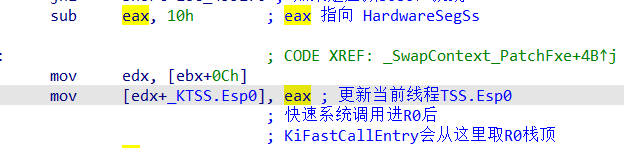 sub eax, 10h ; eax 指向 HardwareSegSs
; CODE XREF: _SwapContext_PatchFxe+4B↑j
mov edx, [ebx+0Ch]
mov [edx+_KTSS.Esp0], eax ; 更新当前线程TSS.Esp0
; 快速系统调用进R0后
; KiFastCallEntry会从这里取R0栈顶